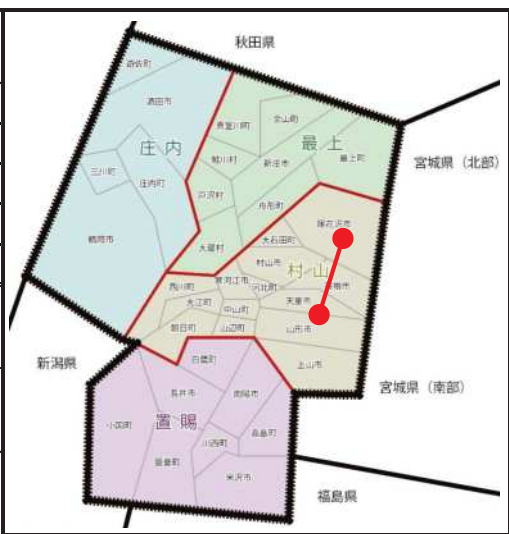 秋田県
遊佐町
酒田市
金山町
真室川町
庄内
最上
鮭川村
新庄市
最上町
宮城県（北部）
三川町
庄内町
戸沢村
舟形町
尾花沢市
鶴岡市
大石田町
大蔵村
村山市
村山
西川町
寒河江市
河北町
東根市
大江町
天童市
中山町
朝日町
山辺町
山形市
新潟県
白鷹町
上山市
宮城県（南部）
長井市
南陽市
小国町
置賜
高畠町
川西町
飯豊町
米沢市
福島県